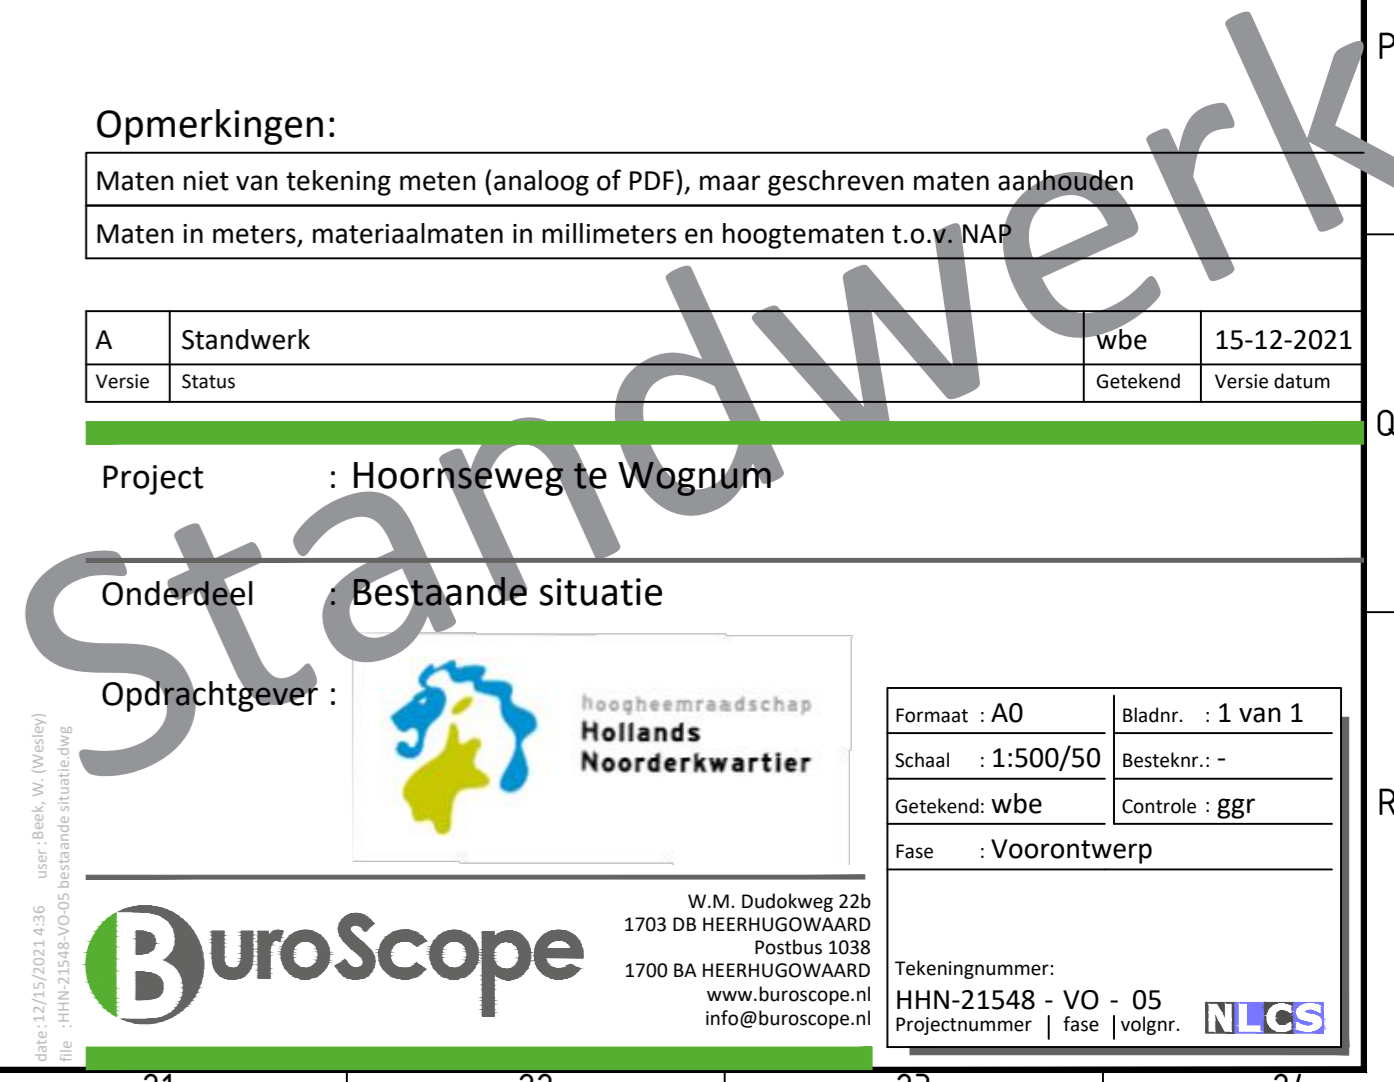 P
Opmerkingen:
Maten niet van tekening meten (analoog of PDF), maar geschreven maten aanhouden
Maten in meters, materiaalmaten in millimeters en hoogtematen t.o.v. NAP
A Standwerk wbe 15-12-2021
Versie Status Getekend Versie datum
Q
Standwerk
Project : Hoornseweg te Wognum
Onderdeel : Bestaande situatie
Opdrachtgever :
hoogheemraadschap
Hollands
Noorderkwartier
Formaat : A0 Bladnr. : 1 van 1
Schaal : 1:500/50 Besteknr.: -
Getekend: wbe Controle : ggr
R
Fase : Voorontwerp
BuroScope
W.M. Dudokweg 22b
1703 DB HEERHUGOWAARD
Postbus 1038
1700 BA HEERHUGOWAARD
www.buroscope.nl
info@buroscope.nl
Tekeningnummer:
HHN-21548 - VO - 05
Projectnummer | fase | volgnr.
NLCS
date:12/15/2021 4:36 user :Beek, W. (Wesley)
file :HHN-21548-VO-05 bestaande situatie.dwg